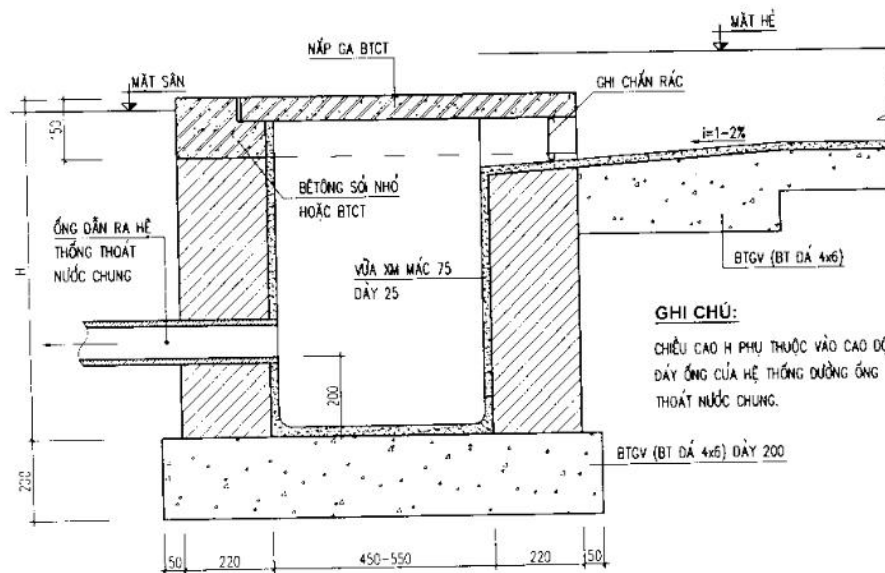 MẶT HÈ
NẮP GA BTCT
MẶT SÂN
GHI CHẮN RÁC
150
i=1-2%
BÊTÔNG SỎI NHỎ
HOẶC BTCT
ỐNG DẪN RA HỆ
THỐNG THOÁT
NƯỚC CHUNG
H
VỮA XM MÁC 75
DÀY 25
BTGV (BT ĐÁ 4x6)
GHI CHÚ:
CHIỀU CAO H PHỤ THUỘC VÀO CAO ĐỘ
ĐÁY ỐNG CỦA HỆ THỐNG ĐƯỜNG ỐNG
THOÁT NƯỚC CHUNG.
200
BTGV (BT ĐÁ 4x6) DÀY 200
200
50 220 450-550 220 50